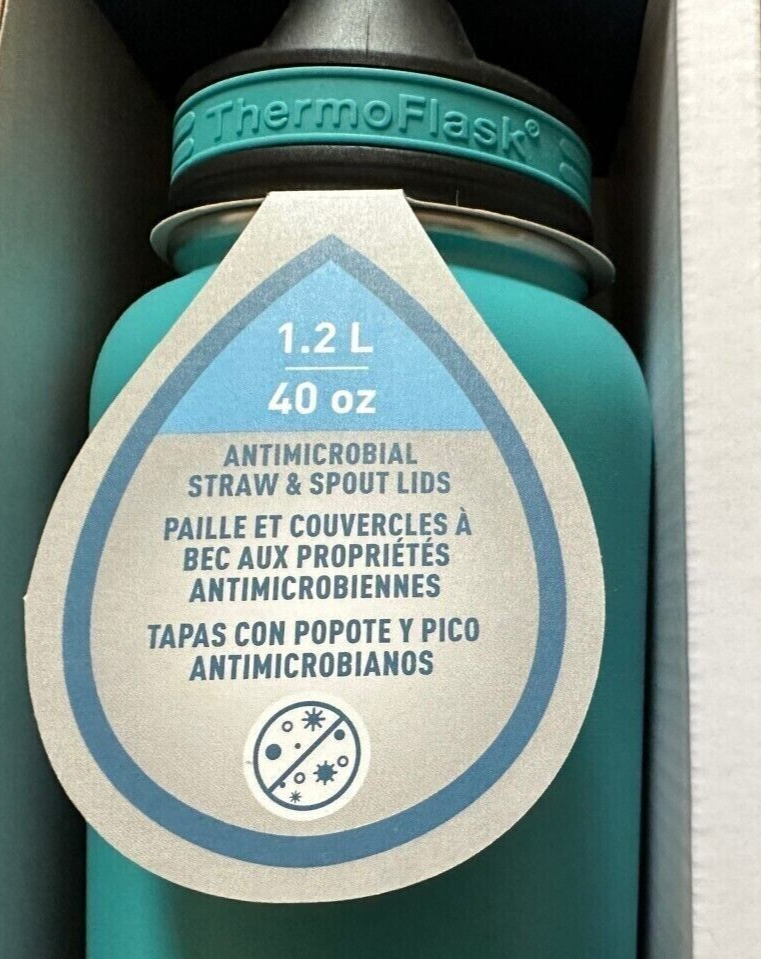 ThermoFlask®
1.2 L
40 oz
ANTIMICROBIAL
STRAW & SPOUT LIDS
PAILLE ET COUVERCLES À
BEC AUX PROPRIÉTÉS
ANTIMICROBIENNES
TAPAS CON POPOTE Y PICO
ANTIMICROBIANOS